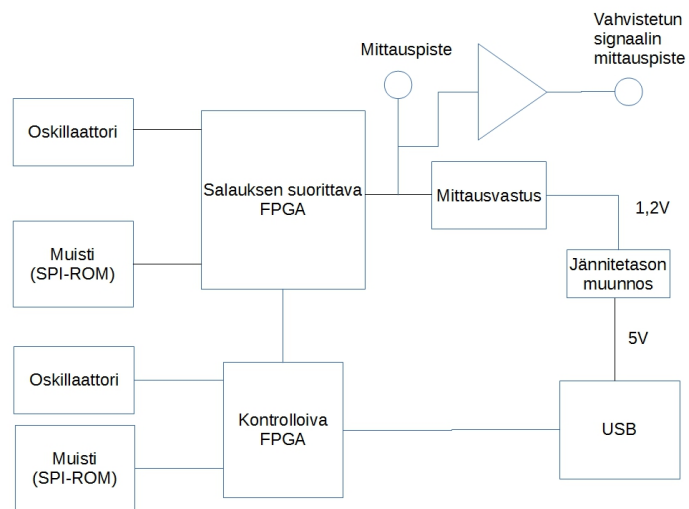 Vahvistetun
signaalin
mittauspiste
Mittauspiste
Oskillaattori
Salauksen suorittava
FPGA
Mittausvastus
1,2V
Muisti
(SPI-ROM)
Jännitetason
muunnos
5V
Oskillaattori
Kontrolloiva
FPGA
USB
Muisti
(SPI-ROM)